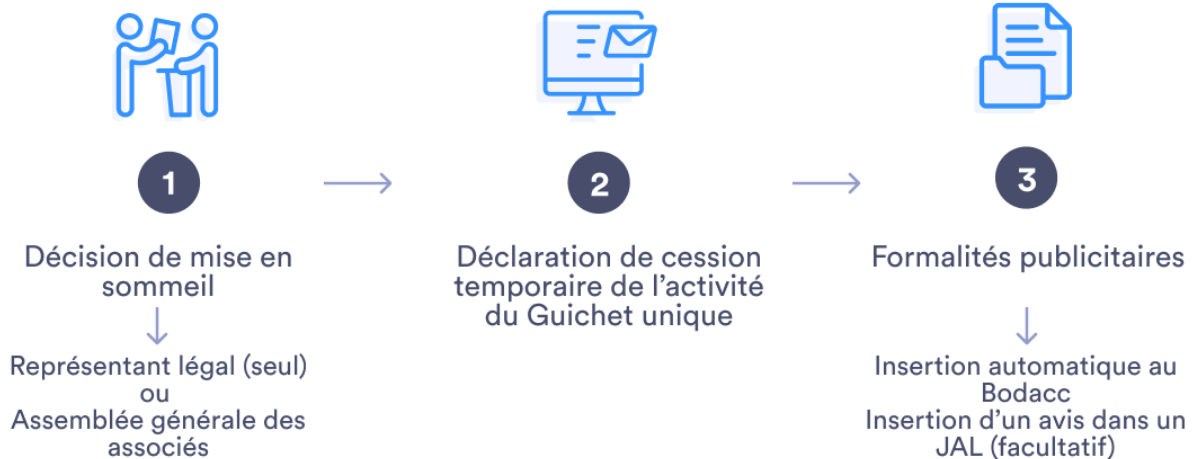 1
Décision de mise en
sommeil
Représentant légal (seul)
ou
Assemblée générale des
associés
2
Déclaration de cession
temporaire de l'activité
du Guichet unique
3
Formalités publicitaires
Insertion automatique au
Bodacc
Insertion d'un avis dans un
JAL (facultatif)